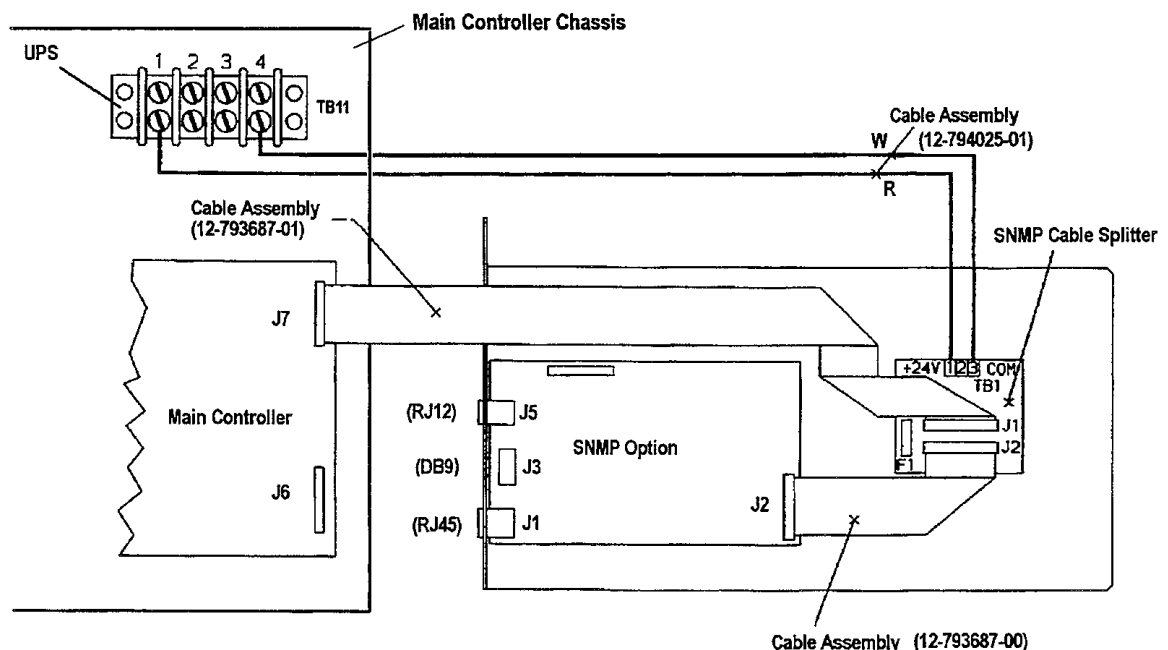 Main Controller Chassis
UPS
1 2 3 4
TB11
Cable Assembly
(12-794025-01)
W
R
Cable Assembly
(12-793687-01)
SNMP Cable Splitter
J7
+24V 1 2 3 COM
TB1
(RJ12) J5
Main Controller
SNMP Option
J1
J2
F1
(DB9) J3
J6
J2
(RJ45) J1
Cable Assembly (12-793687-00)